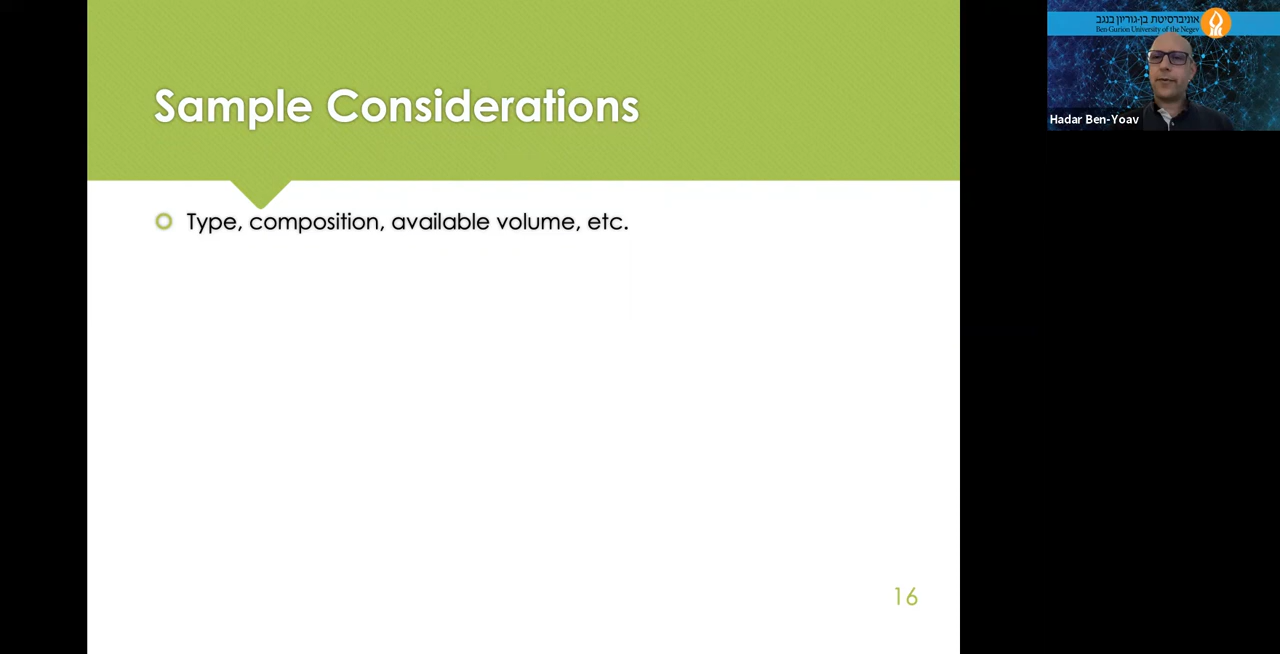 Sample Considerations
Type, composition, available volume, etc.
16
אוניברסיטת בן-גוריון בנגב
Ben-Gurion University of the Negev
Hadar Ben-Yoav